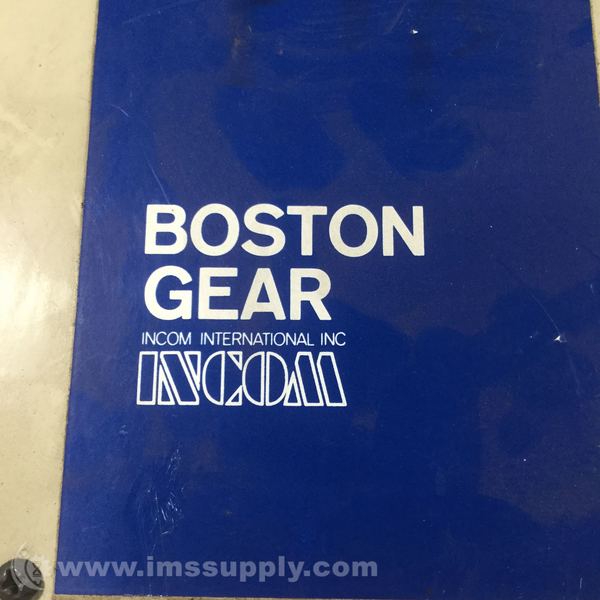 BOSTON
GEAR
INCOM INTERNATIONAL INC
INCOM
www.imssupply.com